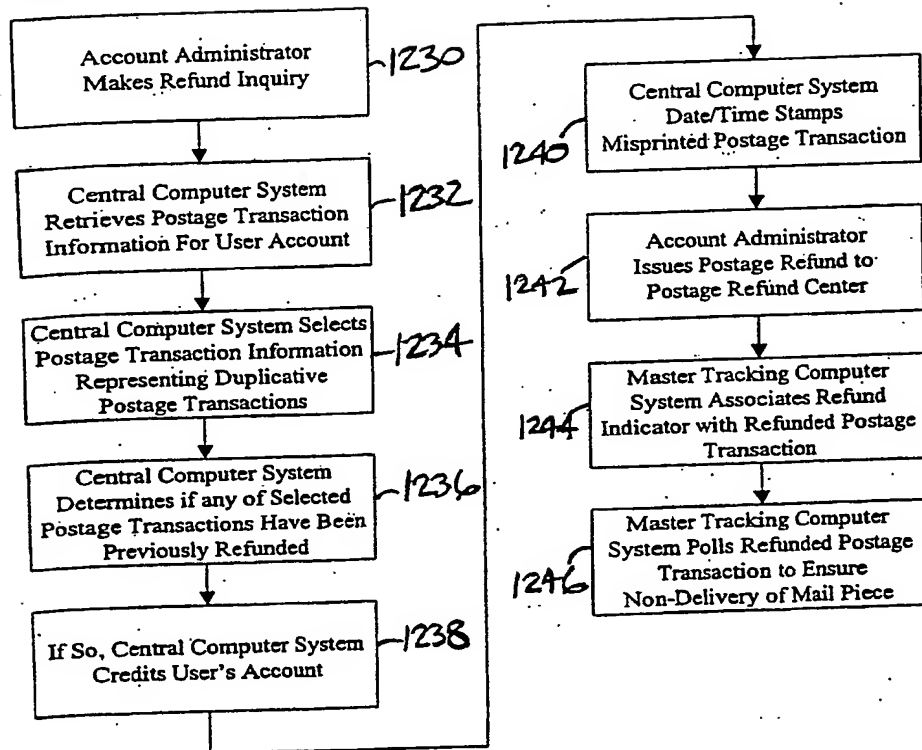 Account Administrator
Makes Refund Inquiry
1230
Central Computer System
Retrieves Postage Transaction
Information For User Account
1232
Central Computer System Selects
Postage Transaction Information
Representing Duplicative
Postage Transactions
1234
Central Computer System
Determines if any of Selected
Postage Transactions Have Been
Previously Refunded
1236
If So, Central Computer System
Credits User's Account
1238
Central Computer System
Date/Time Stamps
Misprinted Postage Transaction
1240
Account Administrator
Issues Postage Refund to
Postage Refund Center
1242
Master Tracking Computer
System Associates Refund
Indicator with Refunded Postage
Transaction
1244
Master Tracking Computer
System Polls Refunded Postage
Transaction to Ensure
Non-Delivery of Mail Piece
1246